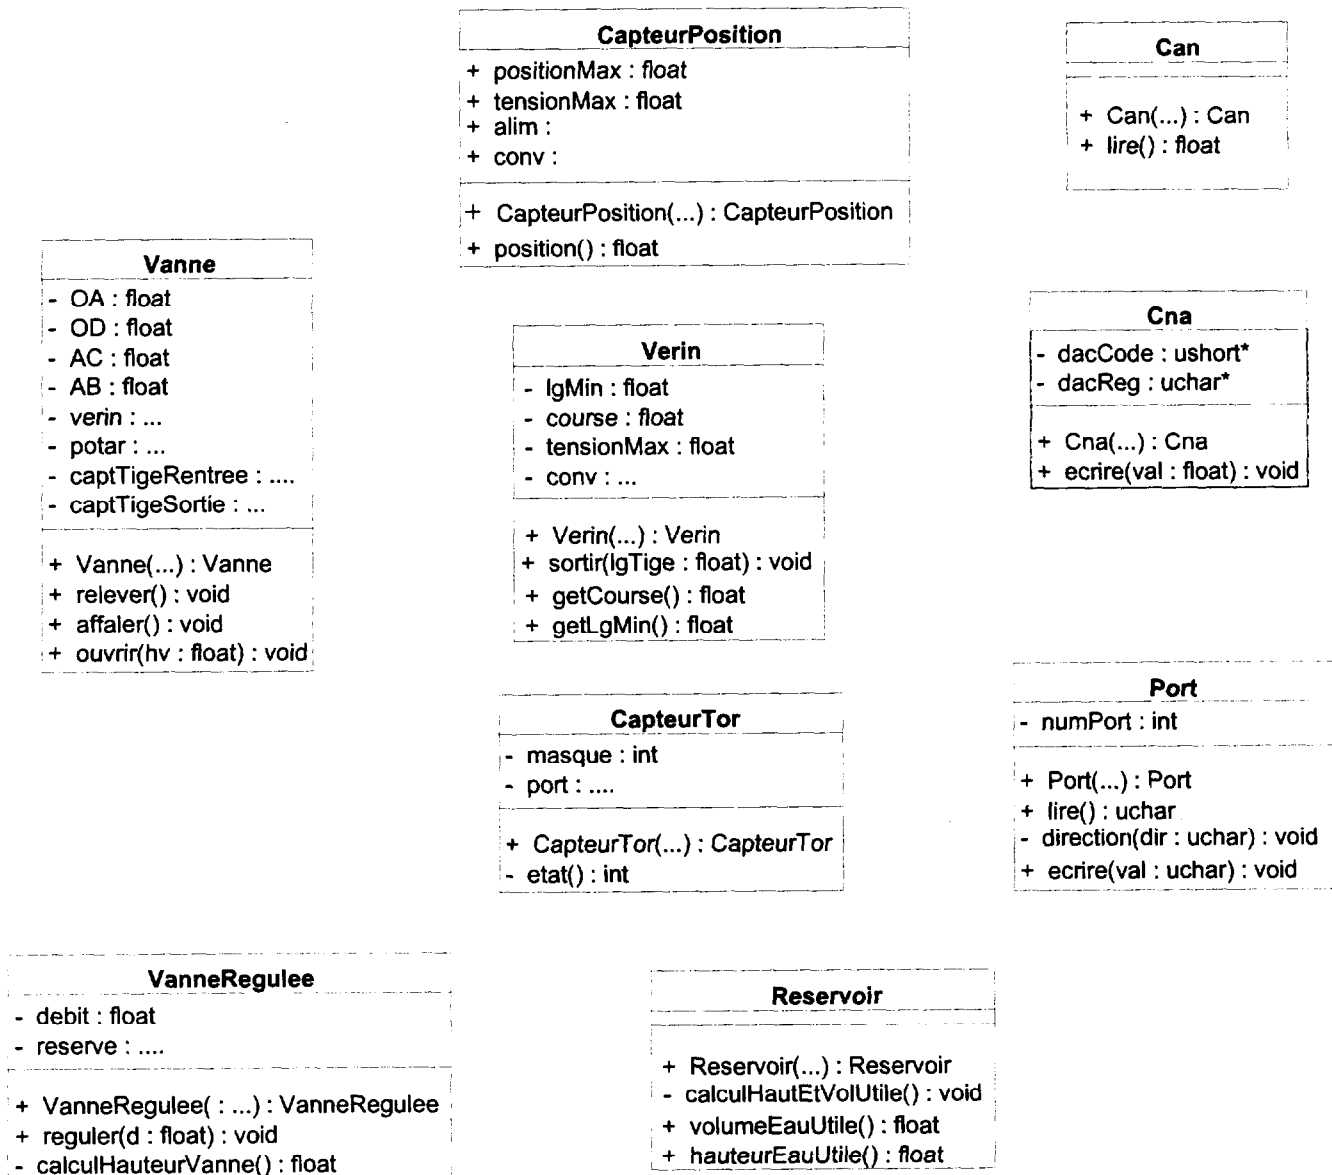 CapteurPosition
+ positionMax : float
+ tensionMax : float
+ alim :
+ conv :
+ CapteurPosition(...) : CapteurPosition
+ position() : float
Can
+ Can(...) : Can
+ lire() : float
Vanne
- OA : float
- OD : float
- AC : float
- AB : float
- verin : ...
- potar : ...
- captTigeRentree : ....
- captTigeSortie : ...
+ Vanne(...) : Vanne
+ relever() : void
+ affaler() : void
+ ouvrir(hv : float) : void
Verin
- lgMin : float
- course : float
- tensionMax : float
- conv : ...
+ Verin(...) : Verin
+ sortir(lgTige : float) : void
+ getCourse() : float
+ getLgMin() : float
Cna
- dacCode : ushort*
- dacReg : uchar*
+ Cna(...) : Cna
+ ecrire(val : float) : void
CapteurTor
- masque : int
- port : ....
+ CapteurTor(...) : CapteurTor
- etat() : int
Port
- numPort : int
+ Port(...) : Port
+ lire() : uchar
- direction(dir : uchar) : void
+ ecrire(val : uchar) : void
VanneRegulee
- debit : float
- reserve : ....
+ VanneRegulee( : ...) : VanneRegulee
+ reguler(d : float) : void
- calculHauteurVanne() : float
Reservoir
+ Reservoir(...) : Reservoir
- calculHautEtVolUtile() : void
+ volumeEauUtile() : float
+ hauteurEauUtile() : float